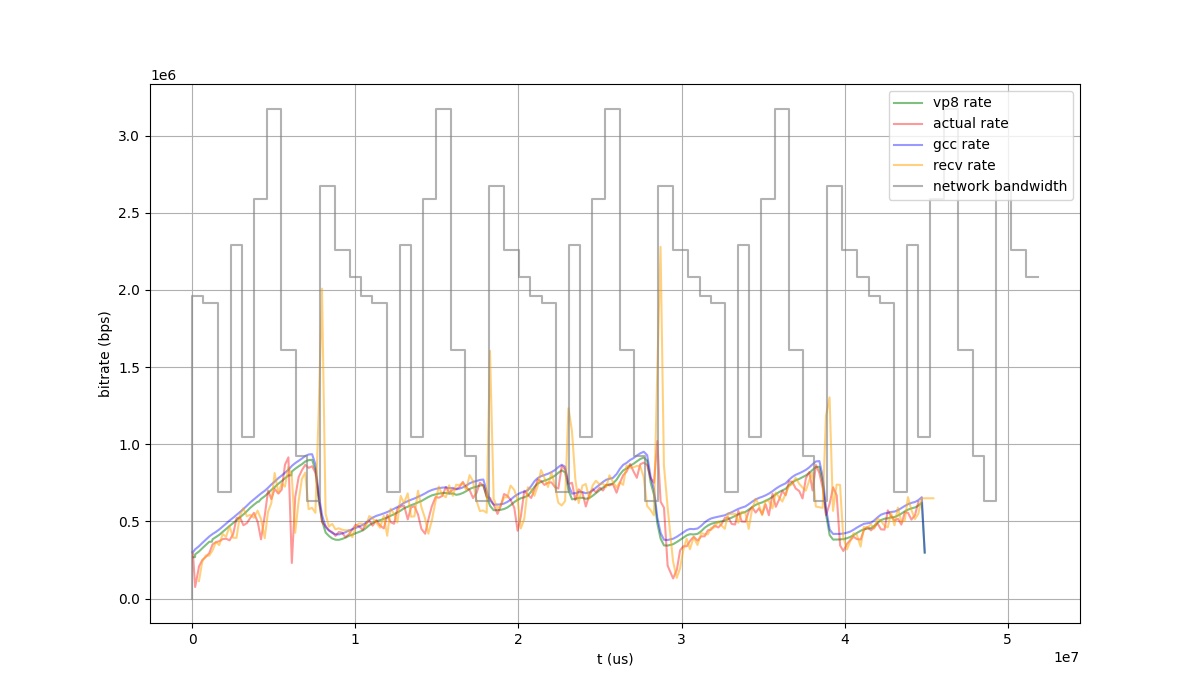 1e6
3.0
2.5
2.0
1.5
1.0
0.5
0.0
bitrate (bps)
vp8 rate
actual rate
gcc rate
recv rate
network bandwidth
0 1 2 3 4 5
t (us)
1e7